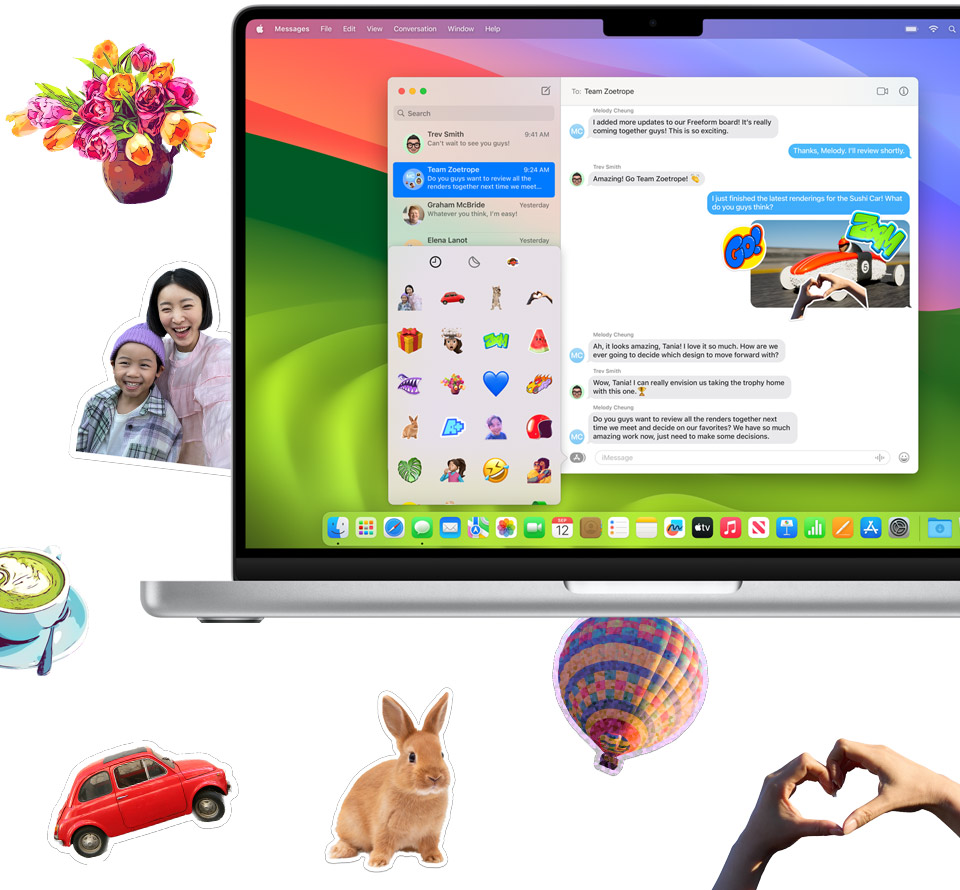 Messages File Edit View Conversation Window Help
Search
Trev Smith 9:41 AM
Can't wait to see you guys!
Team Zoetrope 9:24 AM
Do you guys want to review all the
renders together next time we meet...
Graham McBride Yesterday
Whatever you think, I'm easy!
Elena Lanot Yesterday
ZOOM
A+
To: Team Zoetrope
Melody Cheung
I added more updates to our Freeform board! It's really
coming together guys! This is so exciting.
MC
Thanks, Melody. I'll review shortly.
Trev Smith
Amazing! Go Team Zoetrope! 👏
I just finished the latest renderings for the Sushi Car! What
do you guys think?
GO!
ZOOM
5
Melody Cheung
Ah, it looks amazing, Tania! I love it so much. How are we
ever going to decide which design to move forward with?
MC
Trev Smith
Wow, Tania! I can really envision us taking the trophy home
with this one. 🏆
Melody Cheung
Do you guys want to review all the renders together next
time we meet and decide on our favorites? We have so much
amazing work now, just need to make some decisions.
MC
iMessage
SEP
12
tv